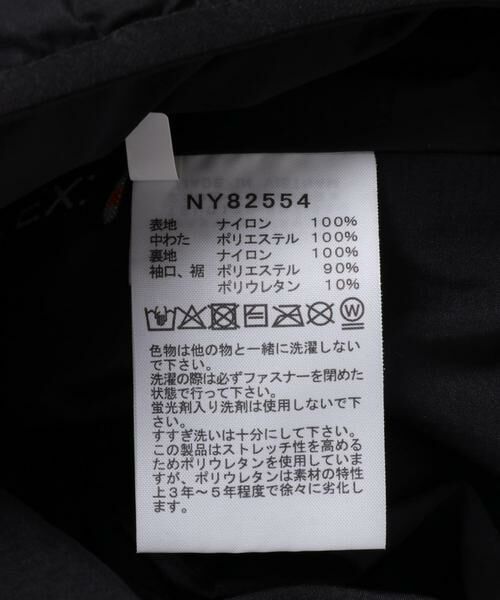 NY82554
表地 ナイロン 100%
中わた ポリエステル 100%
裏地 ナイロン 100%
袖口、裾 ポリエステル 90%
ポリウレタン 10%
W
色物は他の物と一緒に洗濯しない
で下さい。
洗濯の際は必ずファスナーを閉めた
状態で行って下さい。
蛍光剤入り洗剤は使用しないで下
さい。
すすぎ洗いは十分にして下さい。
この製品はストレッチ性を高める
ためポリウレタンを使用していま
すが、ポリウレタンは素材の特性
上3年～5年程度で徐々に劣化し
ます。